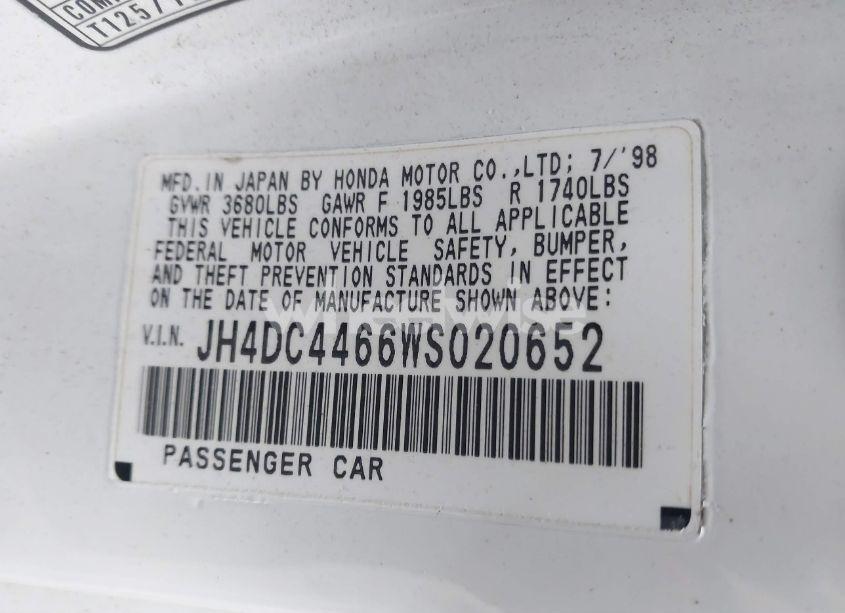 COM
T125/
MFD. IN JAPAN BY HONDA MOTOR CO.,LTD; 7/'98
GVWR 3680LBS GAWR F 1985LBS R 1740LBS
THIS VEHICLE CONFORMS TO ALL APPLICABLE
FEDERAL MOTOR VEHICLE SAFETY, BUMPER,
AND THEFT PREVENTION STANDARDS IN EFFECT
ON THE DATE OF MANUFACTURE SHOWN ABOVE:
V.I.N. JH4DC4466WS020652
PASSENGER CAR